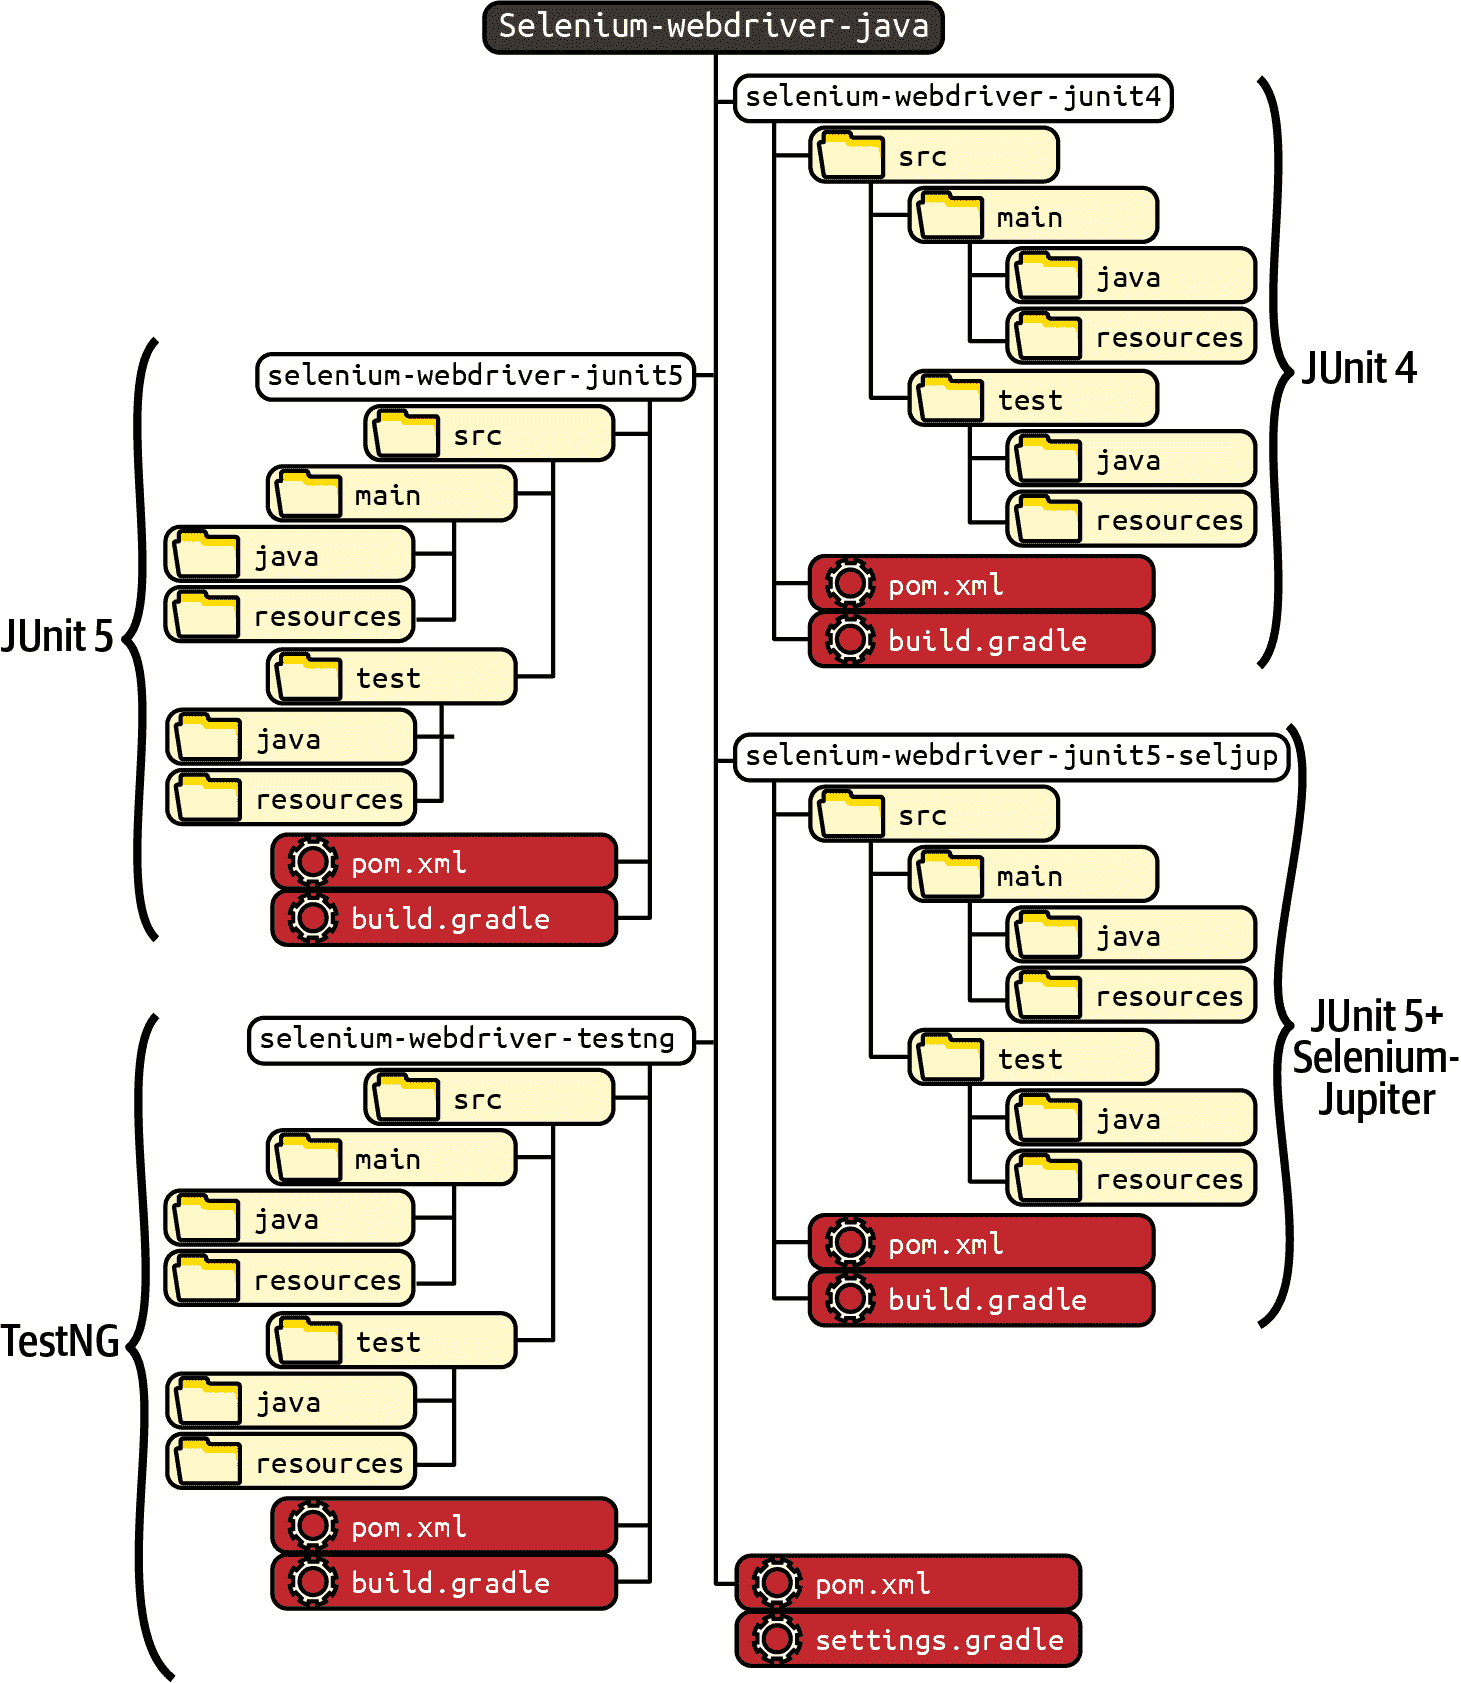 Selenium-webdriver-java
selenium-webdriver-junit4
src
main
java
resources
test
java
resources
pom.xml
build.gradle
JUnit 4
selenium-webdriver-junit5
src
main
java
resources
test
java
resources
pom.xml
build.gradle
JUnit 5
selenium-webdriver-junit5-seljup
src
main
java
resources
test
java
resources
pom.xml
build.gradle
JUnit 5+
Selenium-
Jupiter
selenium-webdriver-testng
src
main
java
resources
test
java
resources
pom.xml
build.gradle
TestNG
pom.xml
settings.gradle